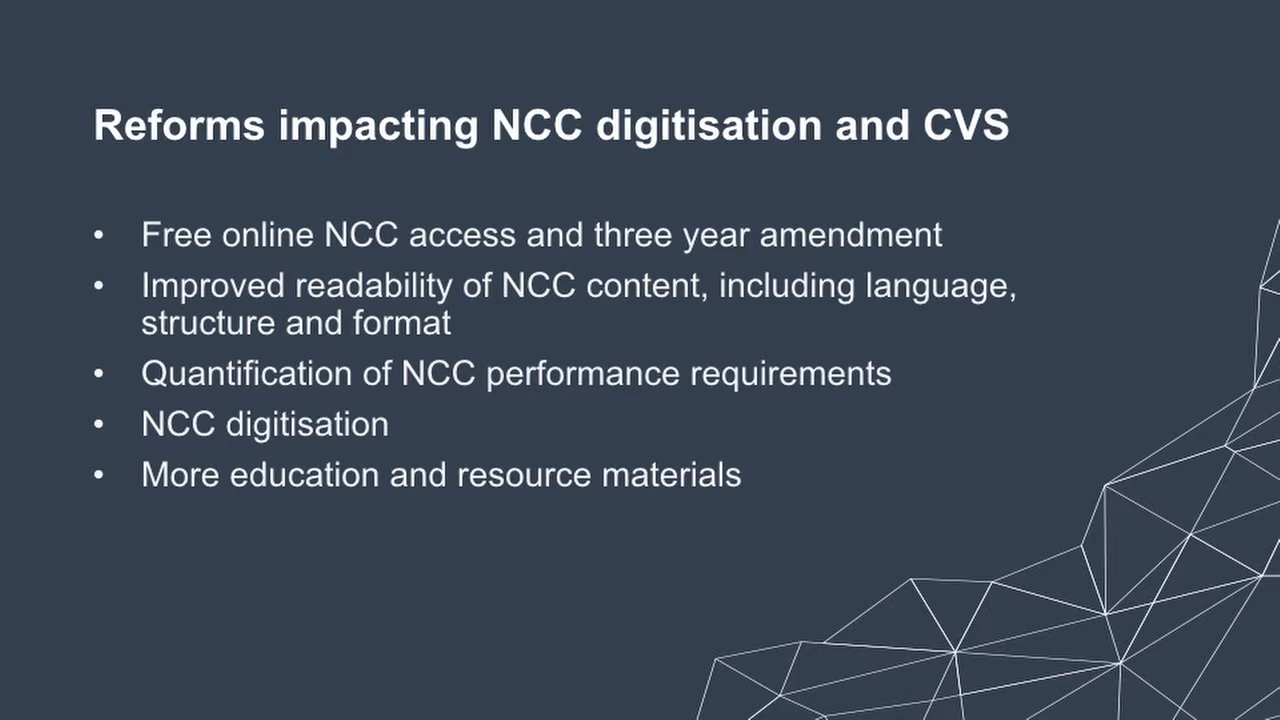 Reforms impacting NCC digitisation and CVS
• Free online NCC access and three year amendment
• Improved readability of NCC content, including language,
structure and format
• Quantification of NCC performance requirements
• NCC digitisation
• More education and resource materials